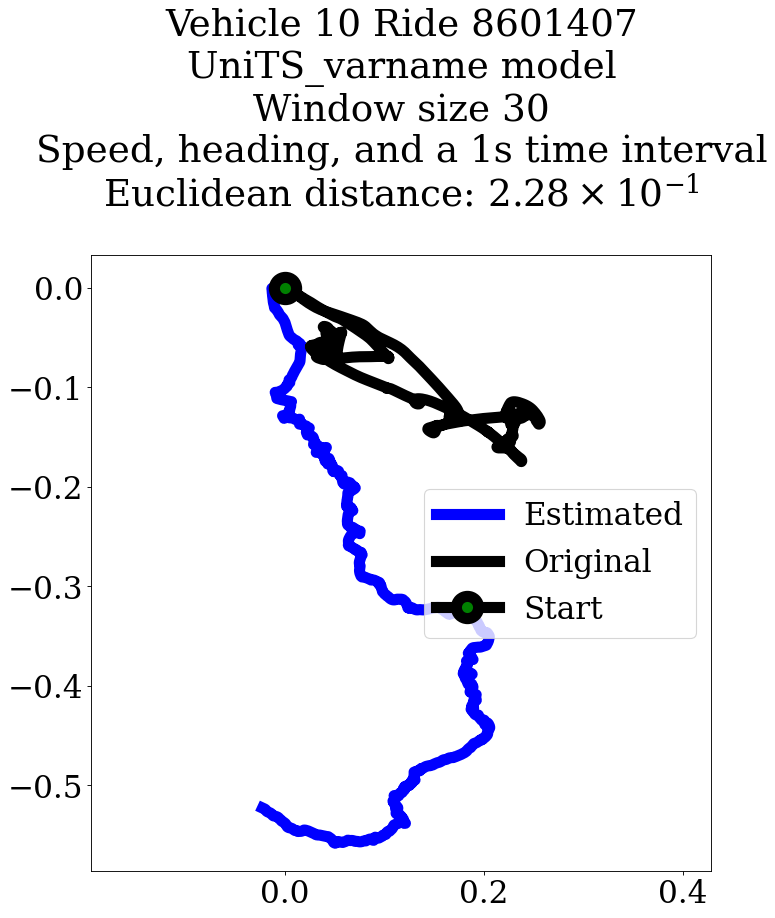 Vehicle 10 Ride 8601407
UniTS_varname model
Window size 30
Speed, heading, and a 1s time interval
Euclidean distance: 2.28 × 10⁻¹
0.0
−0.1
−0.2
−0.3
−0.4
−0.5
Estimated
Original
Start
0.0 0.2 0.4